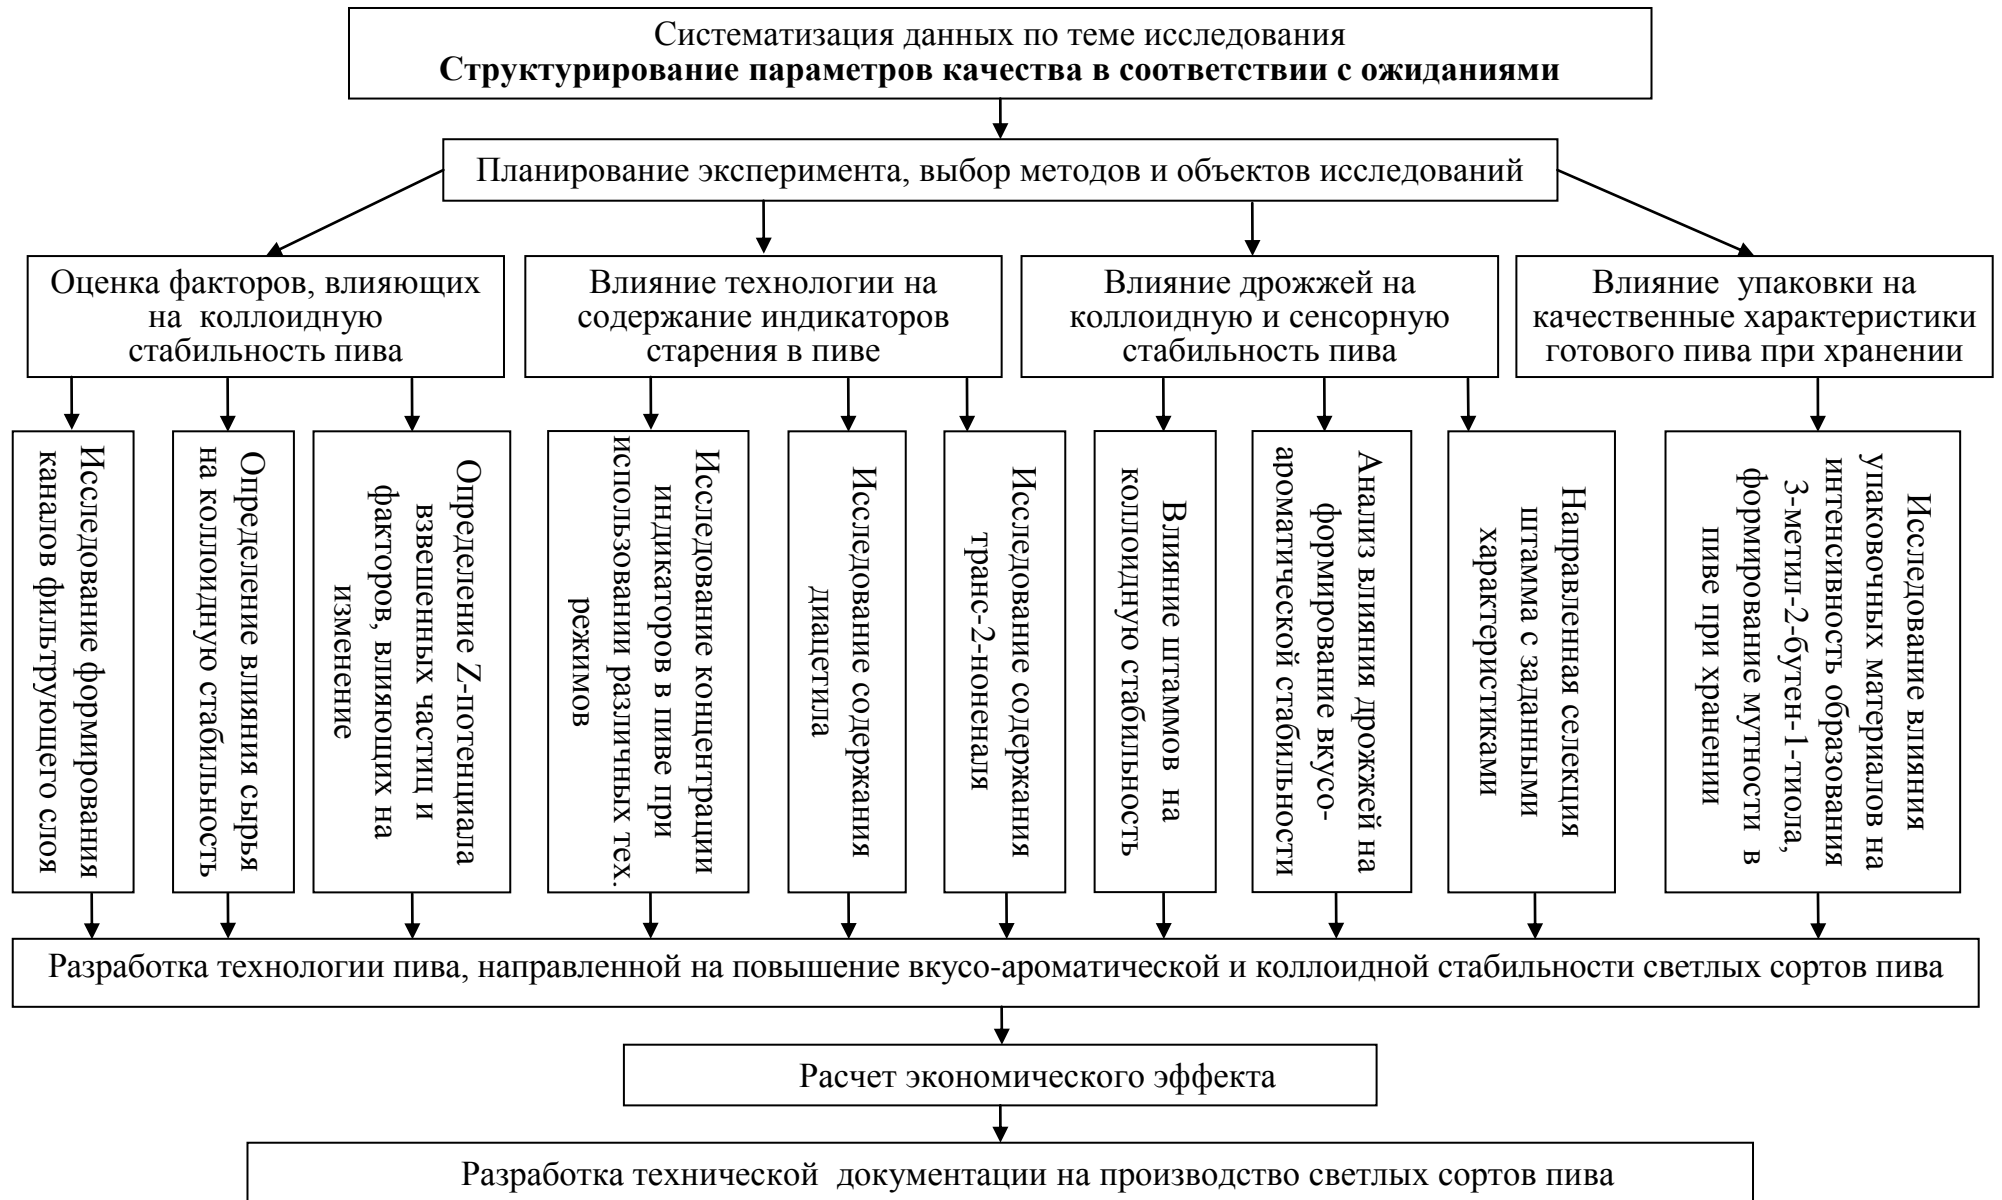 Систематизация данных по теме исследования
Структурирование параметров качества в соответствии с ожиданиями
Планирование эксперимента, выбор методов и объектов исследований
Оценка факторов, влияющих
на коллоидную
стабильность пива
Влияние технологии на
содержание индикаторов
старения в пиве
Влияние дрожжей на
коллоидную и сенсорную
стабильность пива
Влияние упаковки на
качественные характеристики
готового пива при хранении
Исследование формирования
каналов фильтрующего слоя
Определение влияния сырья
на коллоидную стабильность
Определение Z-потенциала
взвешенных частиц и
факторов, влияющих на
изменение
Исследование концентрации
индикаторов в пиве при
использовании различных тех.
режимов
Исследование содержания
диацетила
Исследование содержания
транс-2-ноненаля
Влияние штаммов на
коллоидную стабильность
Анализ влияния дрожжей на
формирование вкусо-
ароматической стабильности
Направленная селекция
штамма с заданными
характеристиками
Исследование влияния
упаковочных материалов на
интенсивность образования
3-метил-2-бутен-1-тиола,
формирование мутности в
пиве при хранении
Разработка технологии пива, направленной на повышение вкусо-ароматической и коллоидной стабильности светлых сортов пива
Расчет экономического эффекта
Разработка технической документации на производство светлых сортов пива